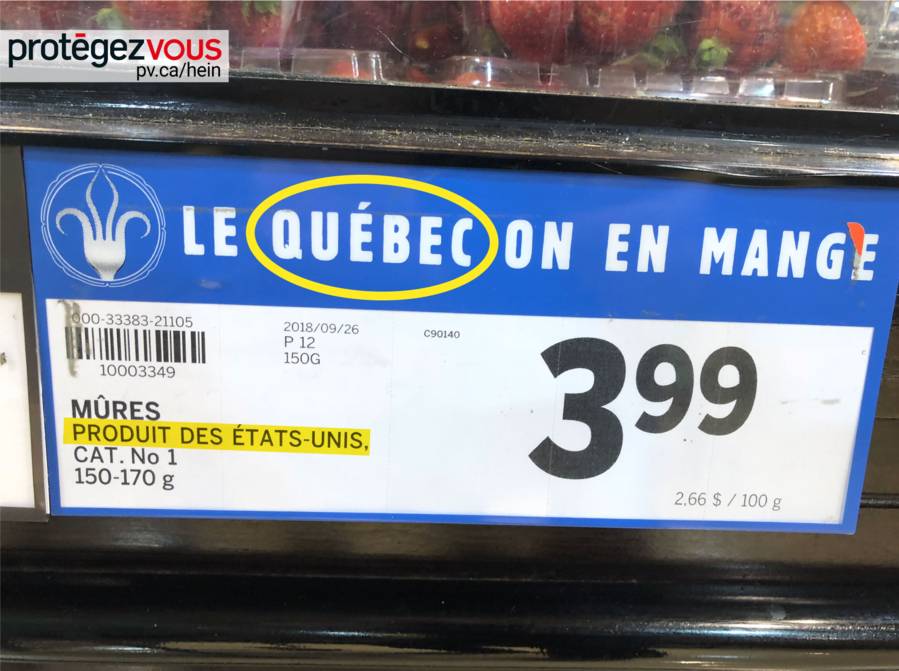 protégezvous
pv.ca/hein
LE QUÉBEC ON EN MANGE
000-33383-21105
10003349
2018/09/26
P 12
150G
C90140
MÛRES
PRODUIT DES ÉTATS-UNIS,
CAT. No 1
150-170 g
3 99
2,66 $ / 100 g